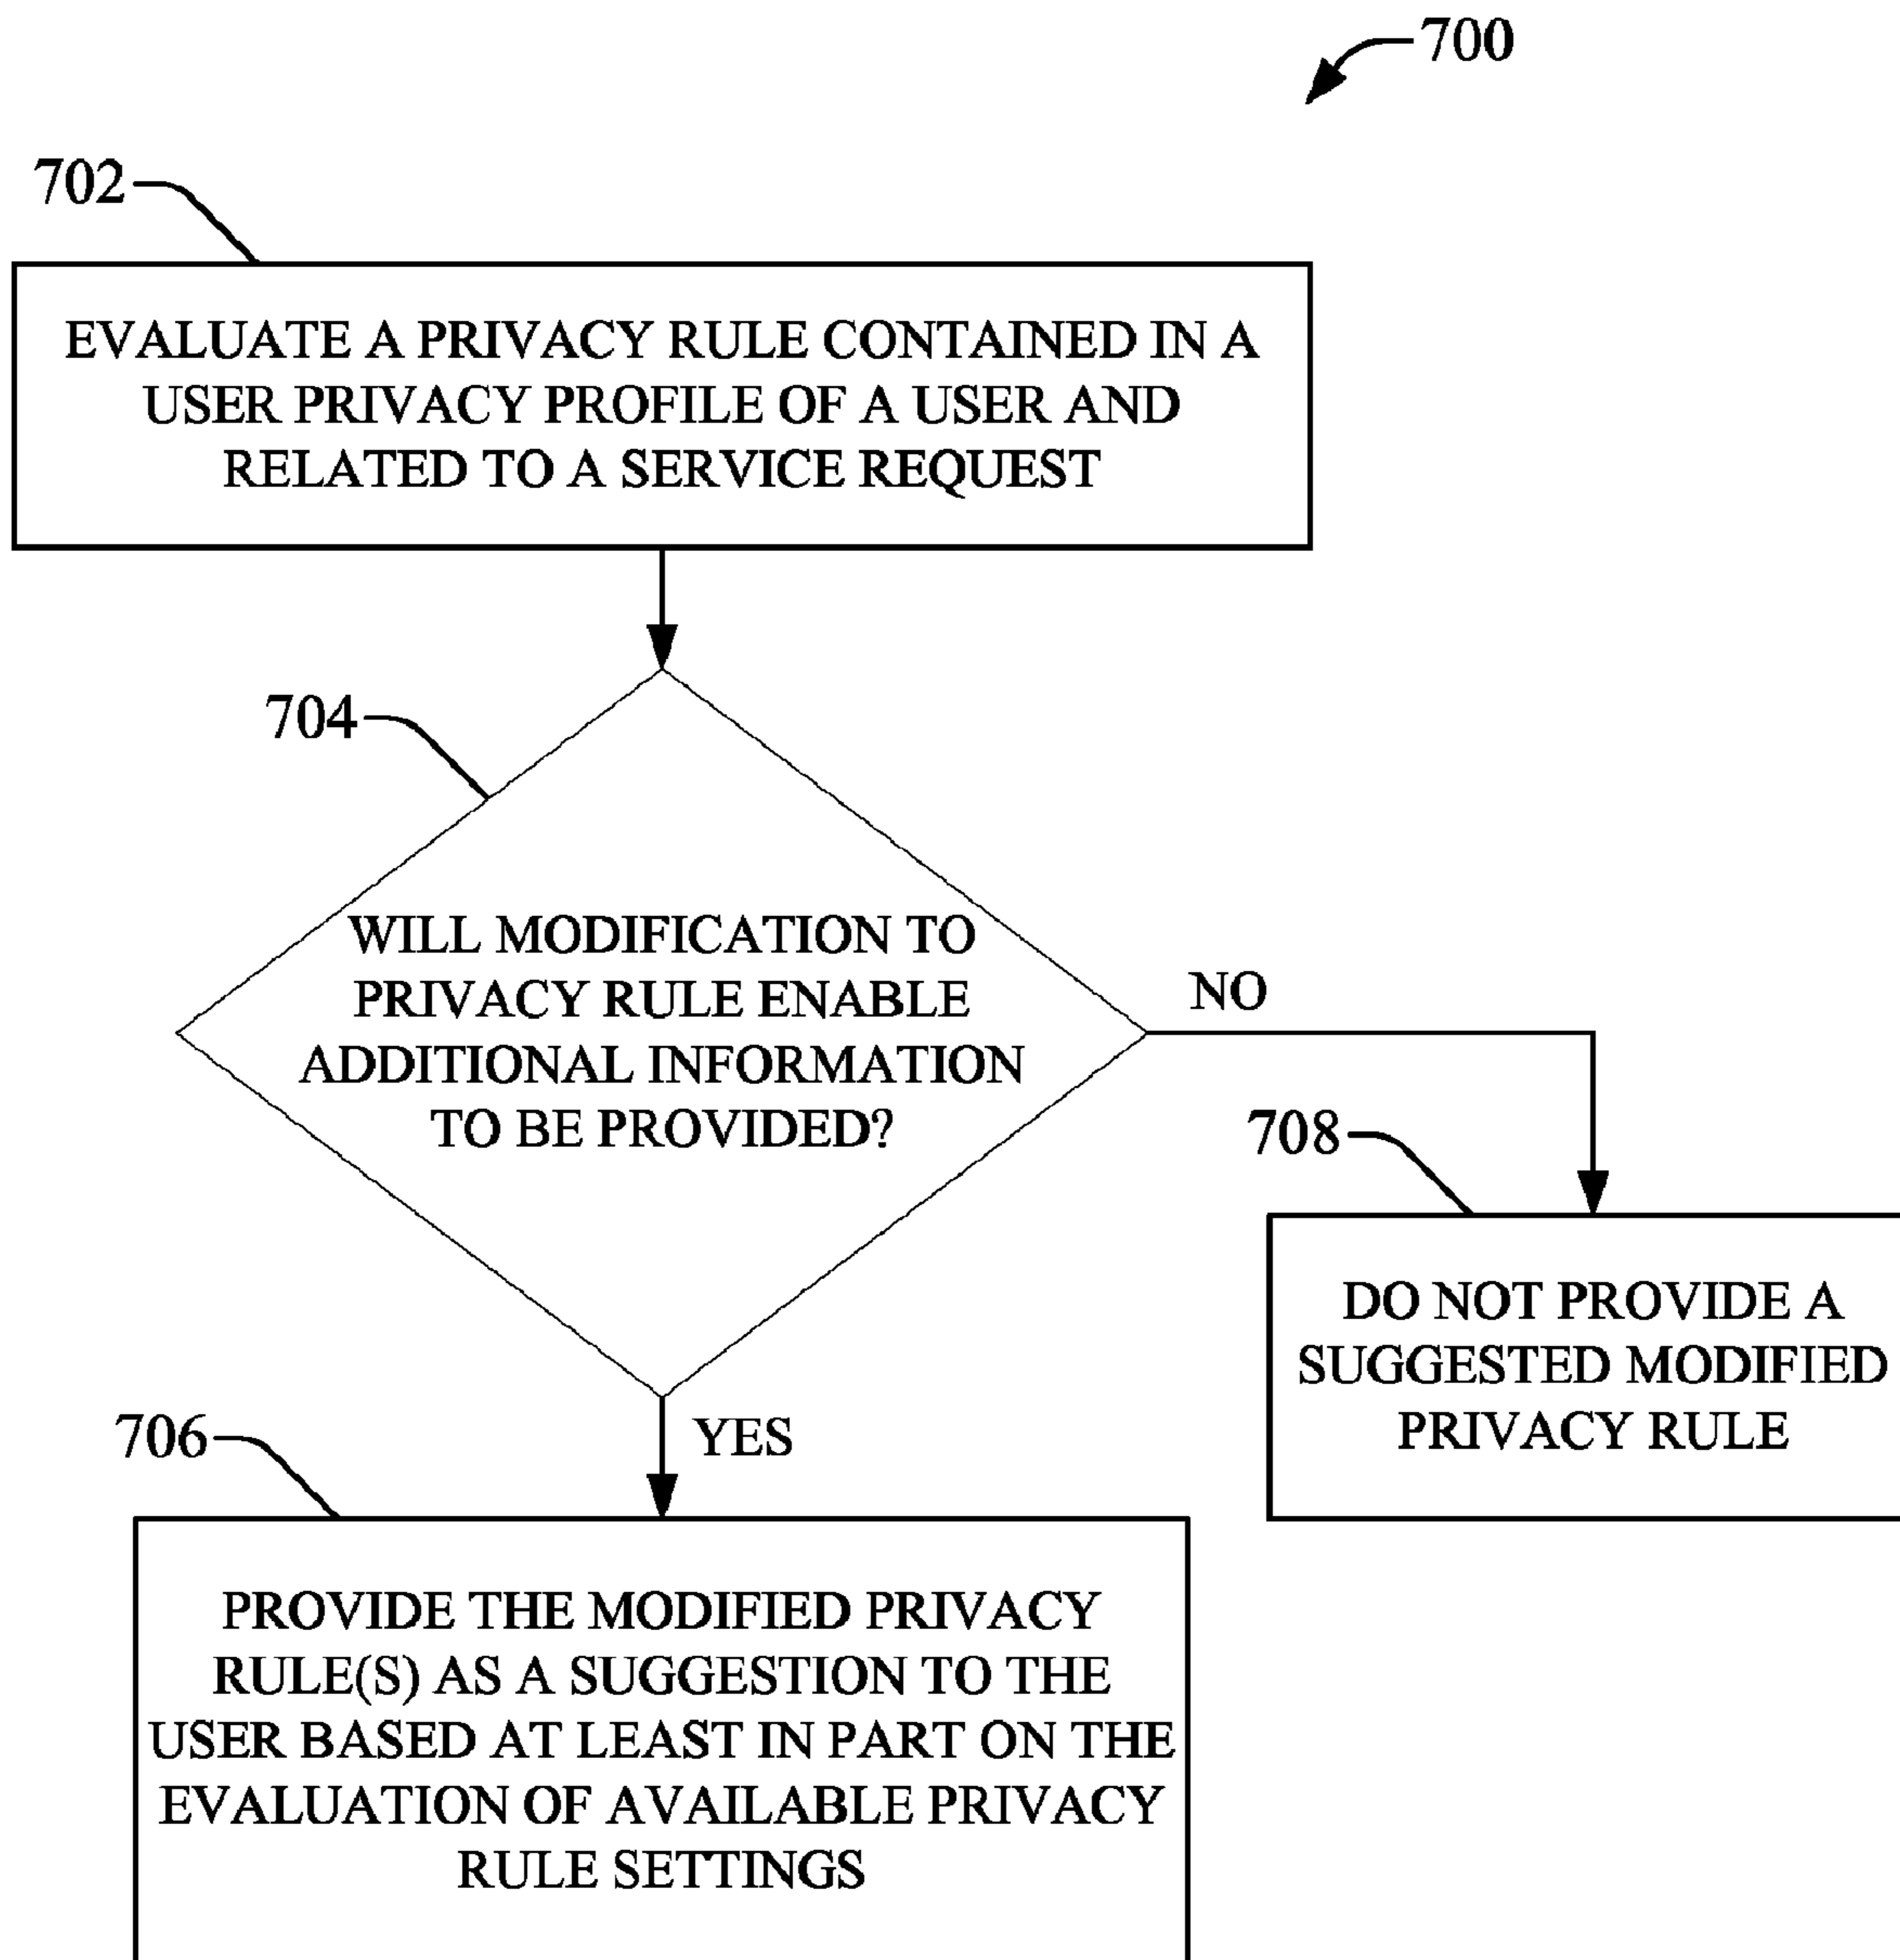 700
702
EVALUATE A PRIVACY RULE CONTAINED IN A
USER PRIVACY PROFILE OF A USER AND
RELATED TO A SERVICE REQUEST
704
WILL MODIFICATION TO
PRIVACY RULE ENABLE
ADDITIONAL INFORMATION
TO BE PROVIDED?
NO
708
DO NOT PROVIDE A
SUGGESTED MODIFIED
PRIVACY RULE
YES
706
PROVIDE THE MODIFIED PRIVACY
RULE(S) AS A SUGGESTION TO THE
USER BASED AT LEAST IN PART ON THE
EVALUATION OF AVAILABLE PRIVACY
RULE SETTINGS